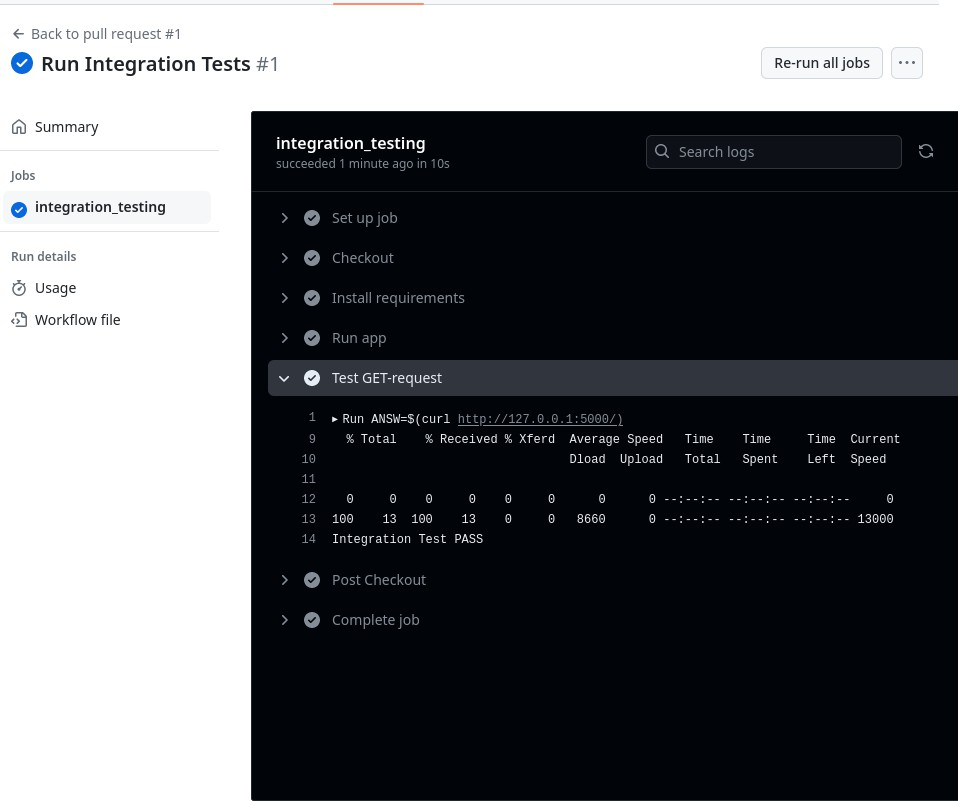 Back to pull request #1
Run Integration Tests #1
Re-run all jobs
Summary
Jobs
integration_testing
Run details
Usage
Workflow file
integration_testing
succeeded 1 minute ago in 10s
Search logs
Set up job
Checkout
Install requirements
Run app
Test GET-request
1 Run ANSW=$(curl http://127.0.0.1:5000/)
9 % Total % Received % Xferd Average Speed Time Time Time Current
10 Dload Upload Total Spent Left Speed
11
12 0 0 0 0 0 0 0 0 --:--:-- --:--:-- --:--:-- 0
13 100 13 100 13 0 0 8660 0 --:--:-- --:--:-- --:--:-- 13000
14 Integration Test PASS
Post Checkout
Complete job